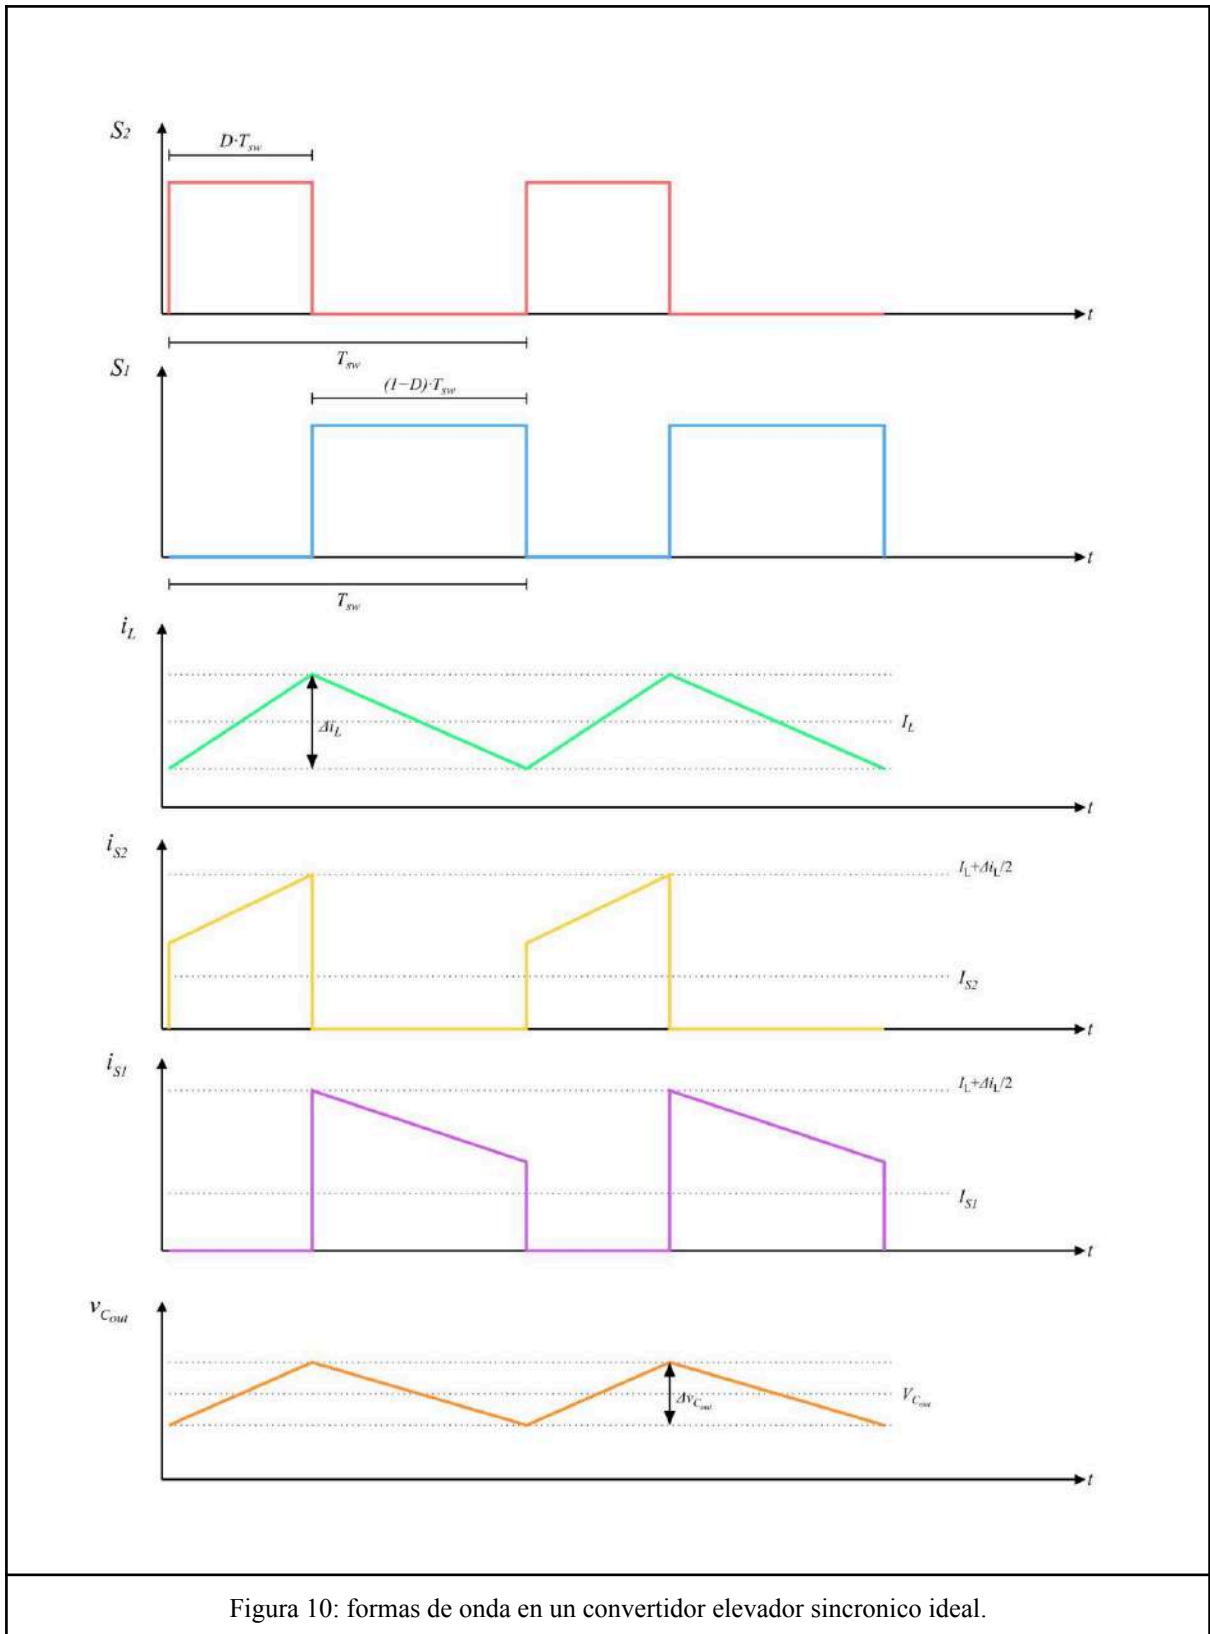 S2
D·Tsw
t
Tsw
S1
(1−D)·Tsw
t
Tsw
iL
ΔiL
IL
t
iS2
IL+ΔiL/2
IS2
t
iS1
IL+ΔiL/2
IS1
t
vCout
ΔvCout
VCout
t
Figura 10: formas de onda en un convertidor elevador sincronico ideal.